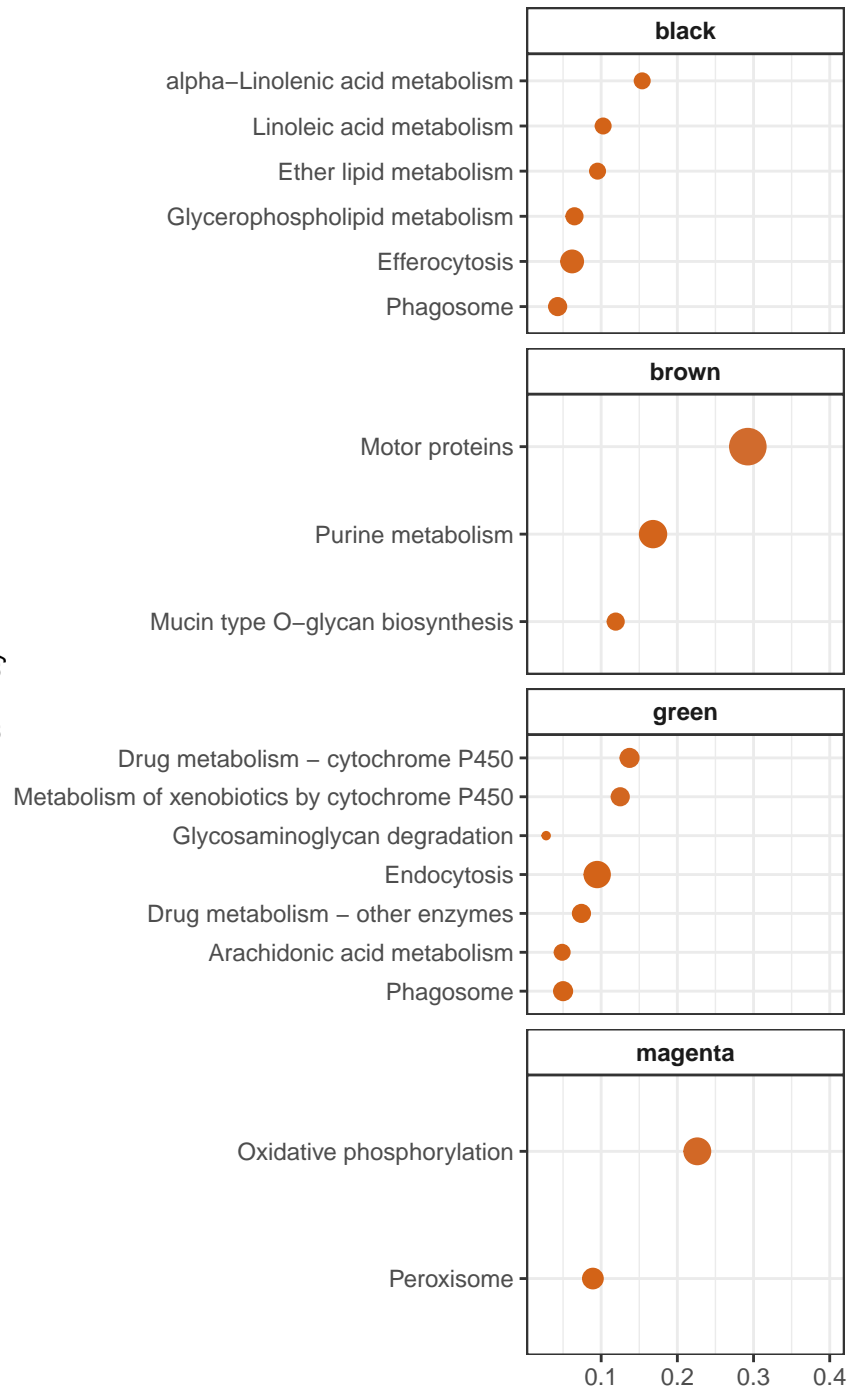 black
alpha−Linolenic acid metabolism
Linoleic acid metabolism
Ether lipid metabolism
Glycerophospholipid metabolism
Efferocytosis
Phagosome
brown
Motor proteins
Purine metabolism
Mucin type O−glycan biosynthesis
green
Drug metabolism − cytochrome P450
Metabolism of xenobiotics by cytochrome P450
Glycosaminoglycan degradation
Endocytosis
Drug metabolism − other enzymes
Arachidonic acid metabolism
Phagosome
magenta
Oxidative phosphorylation
Peroxisome
0.1 0.2 0.3 0.4